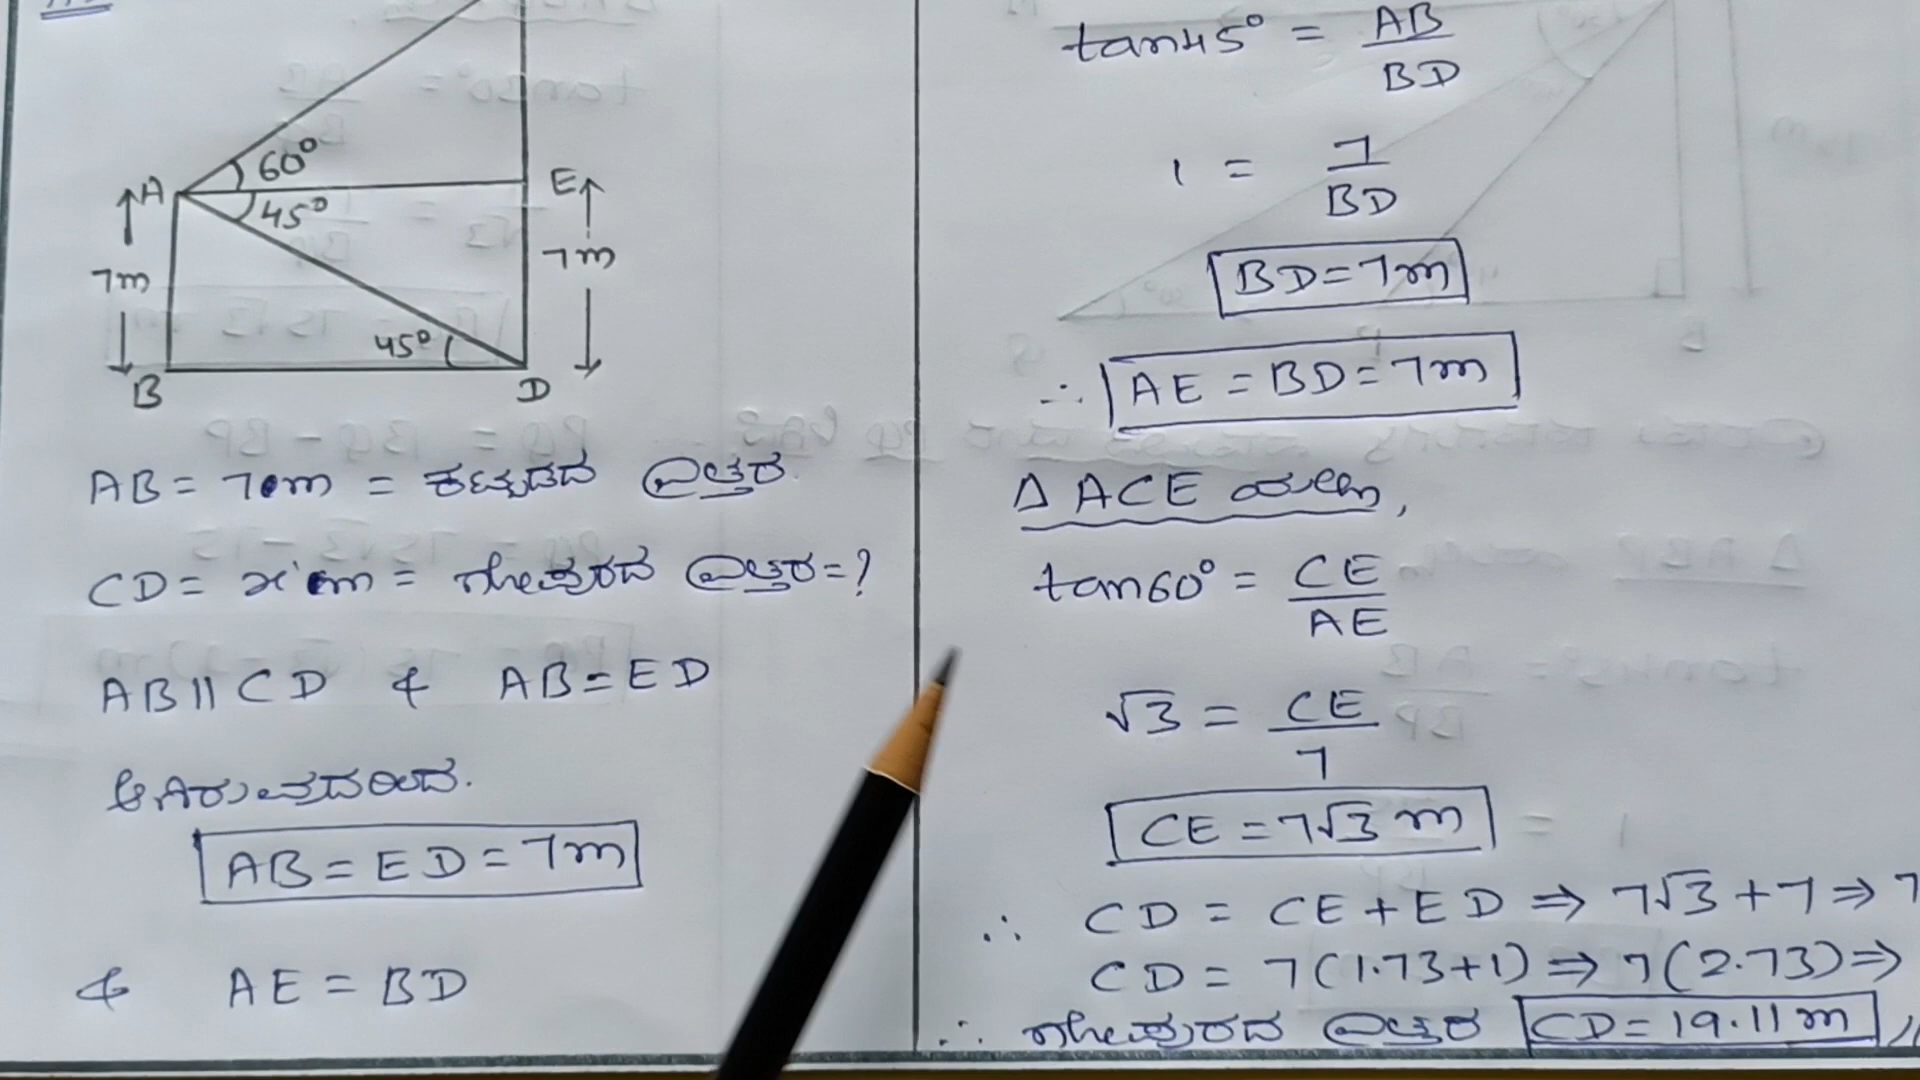 60°
A
E
45°
7m
7m
45°
B
D
AB = 7m = ಕಟ್ಟಡದ ಎತ್ತರ.
CD = x m = ಗೋಪುರದ ಎತ್ತರ = ?
AB || CD & AB = ED
ಆಗಿರುವುದರಿಂದ.
AB = ED = 7m
& AE = BD
tan45° = AB/BD
1 = 7/BD
BD = 7m
∴ AE = BD = 7m
Δ ACE ಯಲ್ಲಿ,
tan60° = CE/AE
√3 = CE/7
CE = 7√3 m
∴ CD = CE + ED ⇒ 7√3 + 7 ⇒ 7
CD = 7(1.73+1) ⇒ 7(2.73) ⇒
∴ ಗೋಪುರದ ಎತ್ತರ CD = 19.11 m //